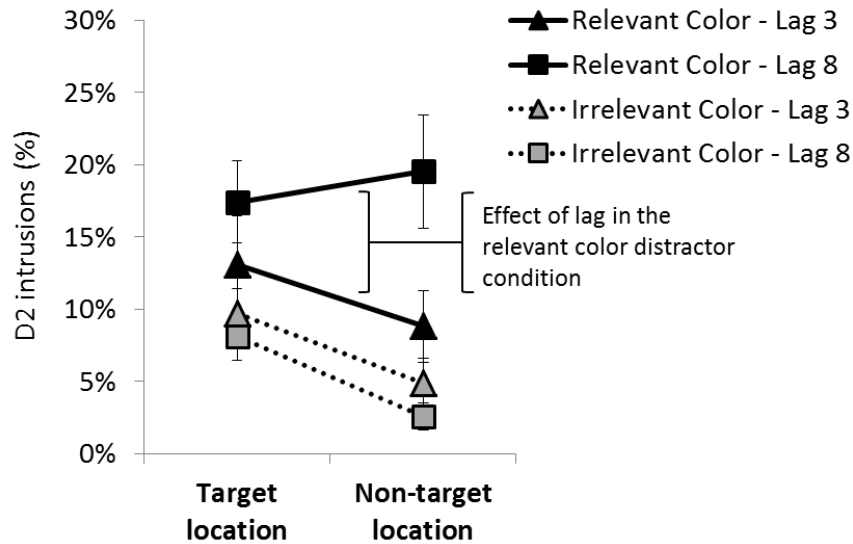 30%
25%
20%
15%
10%
5%
0%
D2 intrusions (%)
Relevant Color - Lag 3
Relevant Color - Lag 8
Irrelevant Color - Lag 3
Irrelevant Color - Lag 8
Effect of lag in the
relevant color distractor
condition
Target
location
Non-target
location